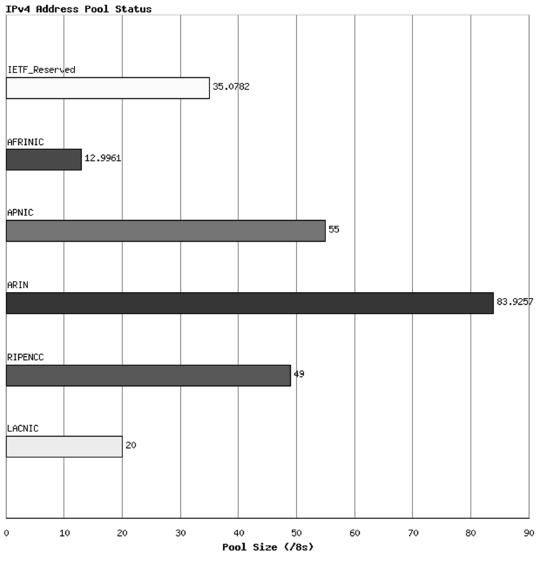 IPv4 Address Pool Status
IETF_Reserved
35.0782
AFRINIC
12.9961
APNIC
55
ARIN
83.9257
RIPENCC
49
LACNIC
20
0 10 20 30 40 50 60 70 80 90
Pool Size (/8s)